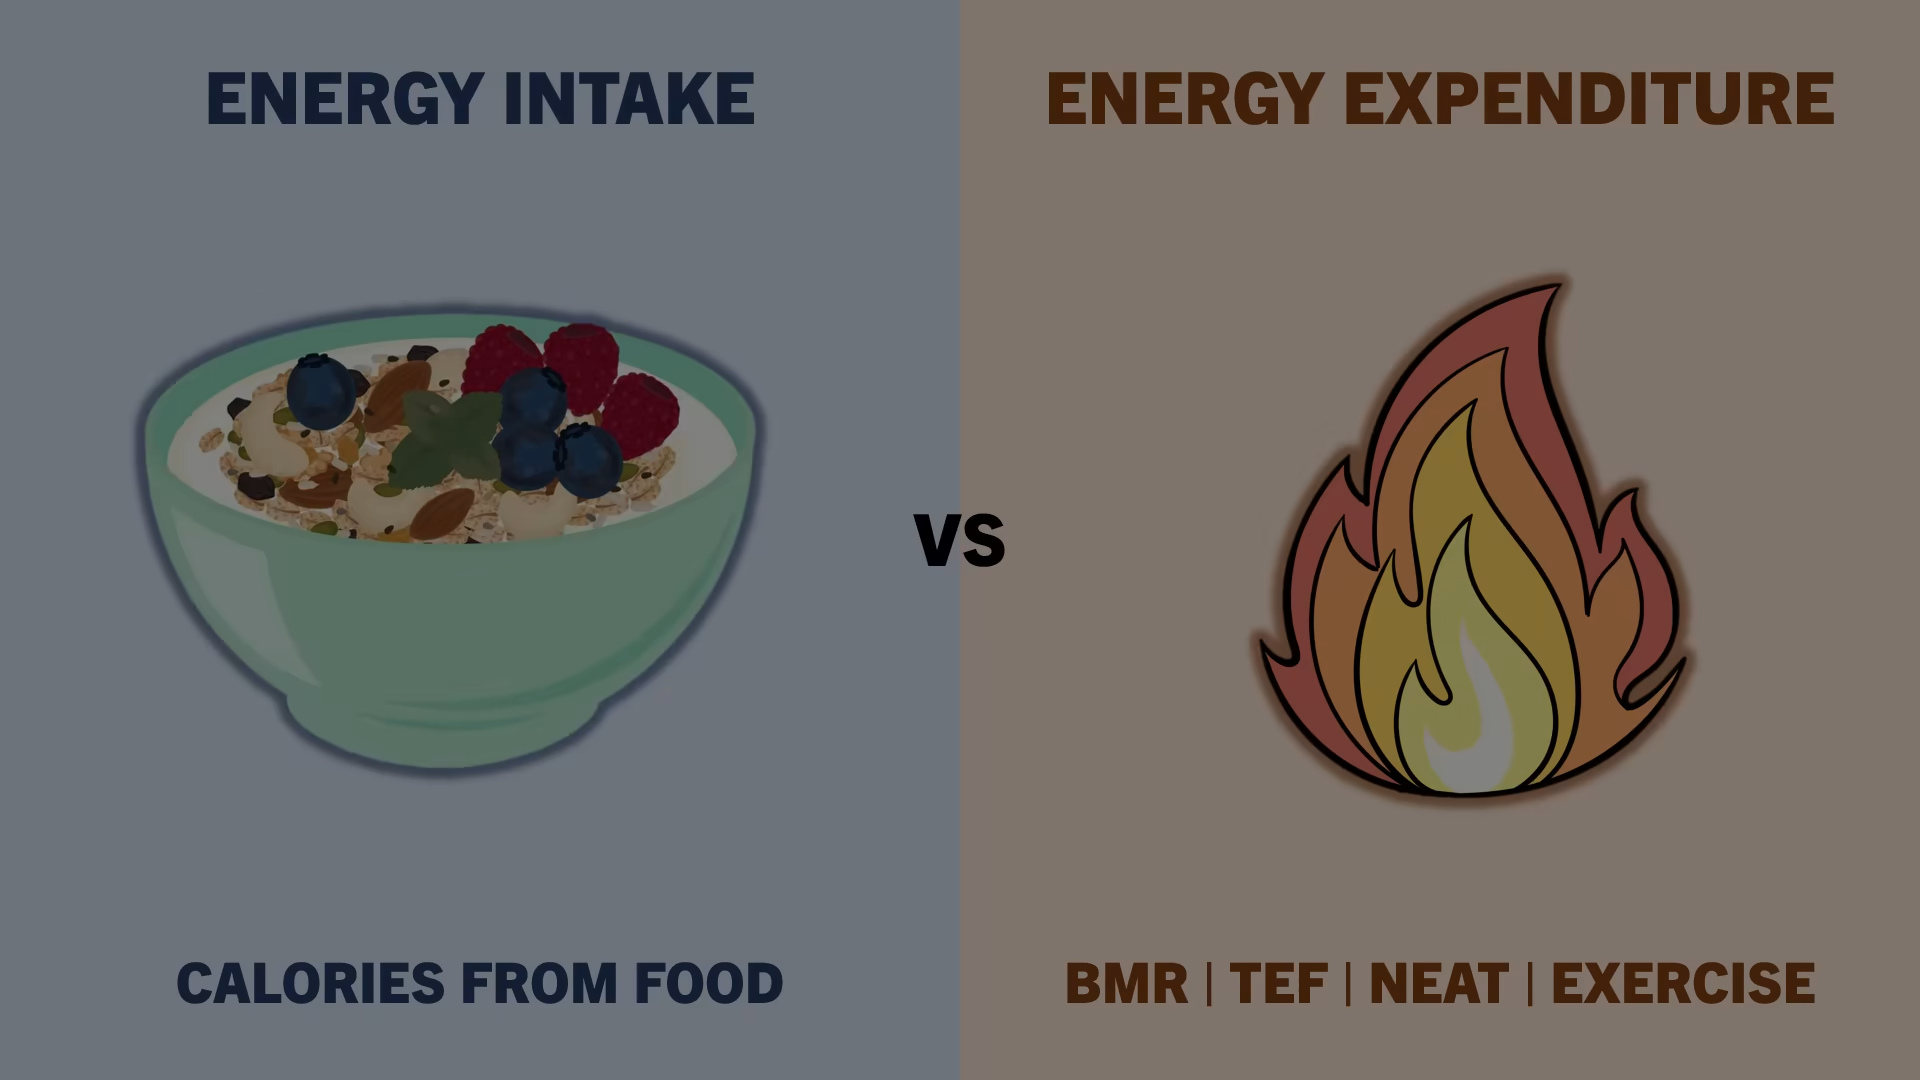 ENERGY INTAKE
ENERGY EXPENDITURE
VS
CALORIES FROM FOOD
BMR | TEF | NEAT | EXERCISE